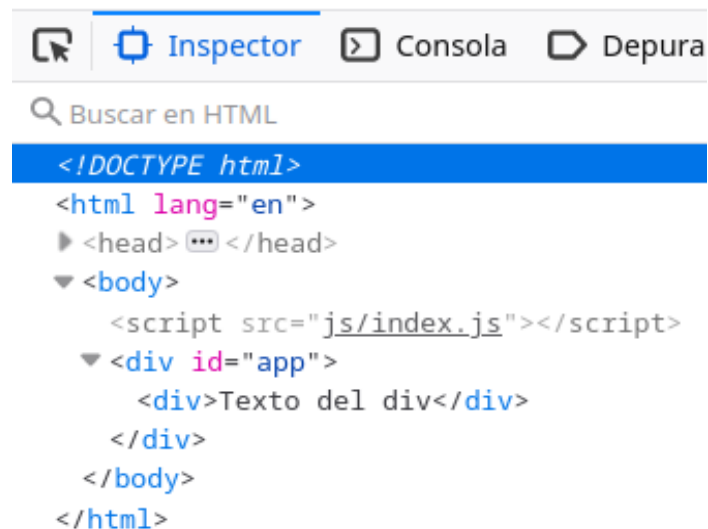 Inspector Consola Depura
Buscar en HTML
<!DOCTYPE html>
<html lang="en">
<head> ··· </head>
<body>
<script src="js/index.js"></script>
<div id="app">
<div>Texto del div</div>
</div>
</body>
</html>